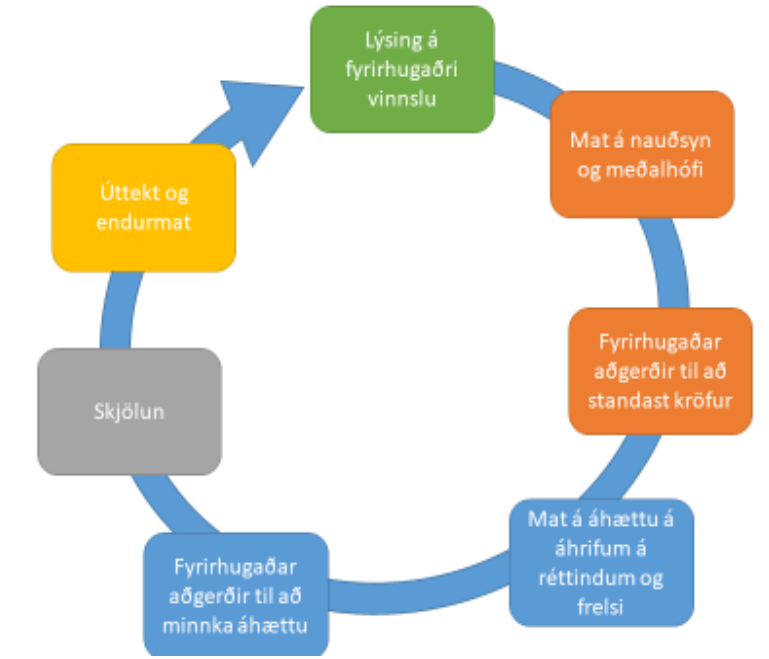 Lýsing á
fyrirhugaðri
vinnslu
Mat á nauðsyn
og meðalhófi
Fyrirhugaðar
aðgerðir til að
standast kröfur
Mat á áhættu á
áhrifum á
réttindum og
frelsi
Fyrirhugaðar
aðgerðir til að
minnka áhættu
Skjölun
Úttekt og
endurmat